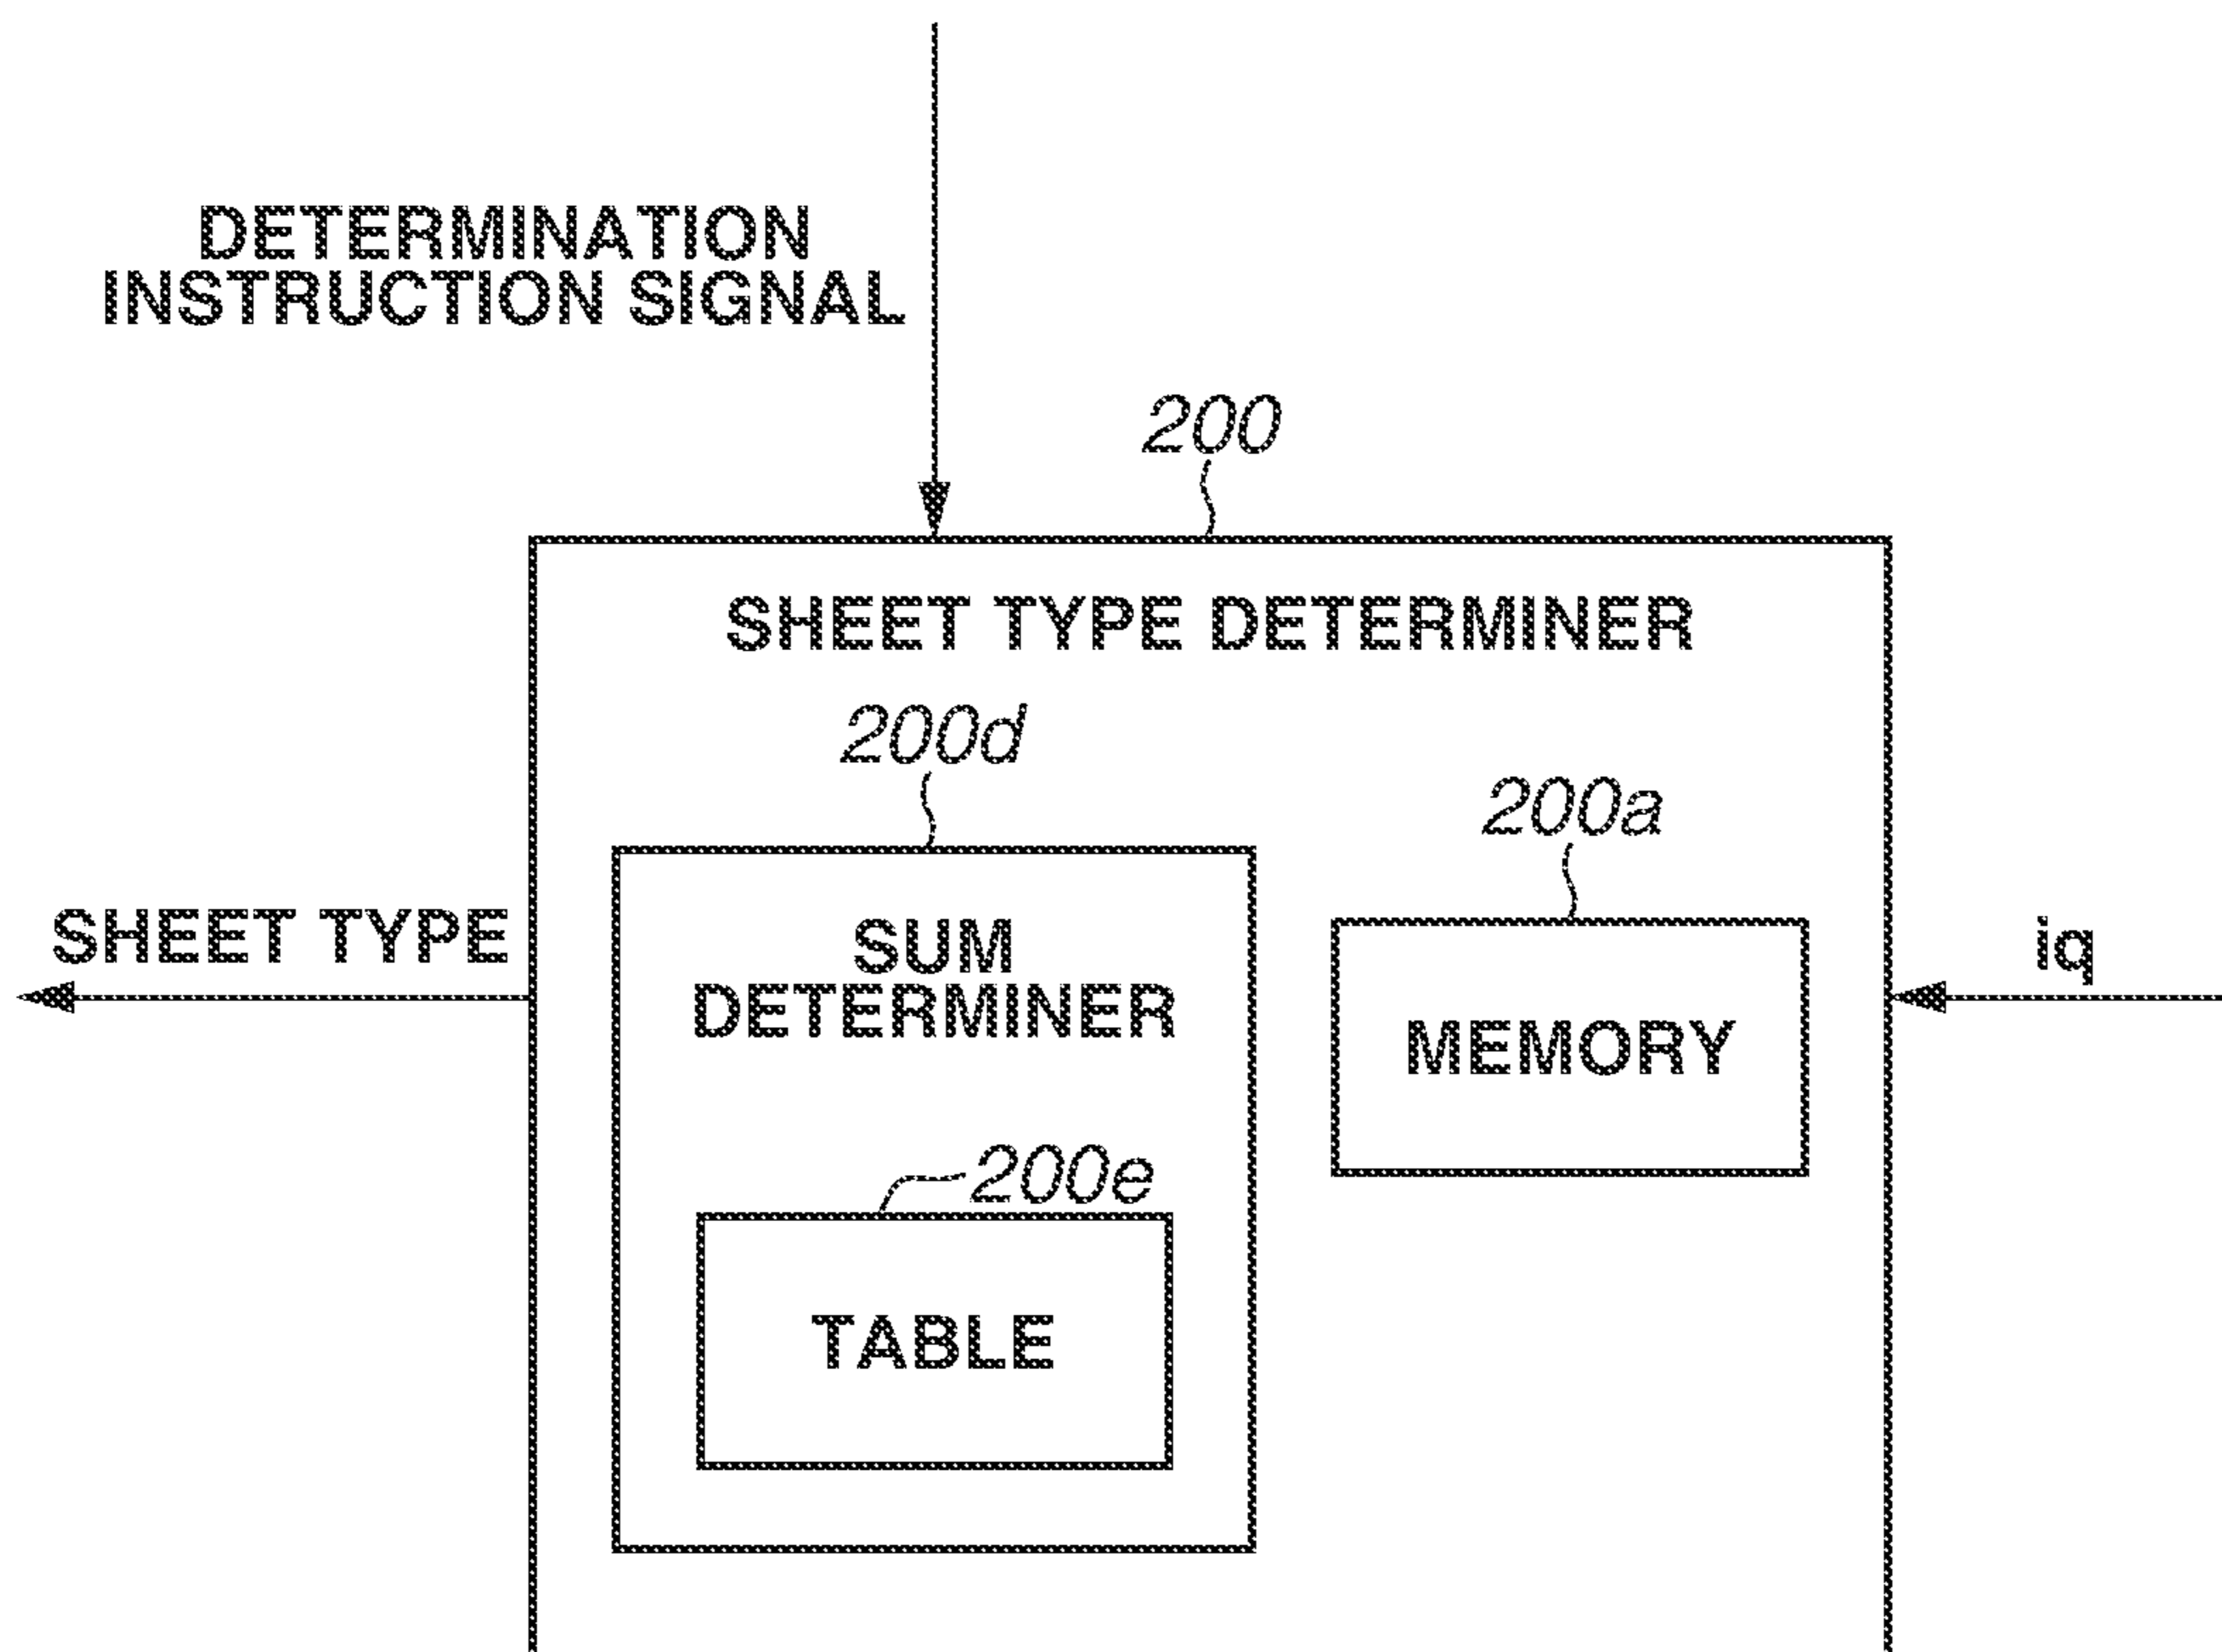 DETERMINATION
INSTRUCTION SIGNAL
200
SHEET TYPE DETERMINER
200d
200a
SHEET TYPE
SUM
DETERMINER
iq
MEMORY
200e
TABLE